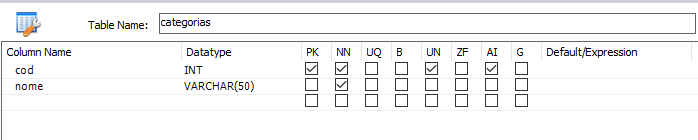 Table Name: categorias
Column Name Datatype PK NN UQ B UN ZF AI G Default/Expression
cod INT
nome VARCHAR(50)